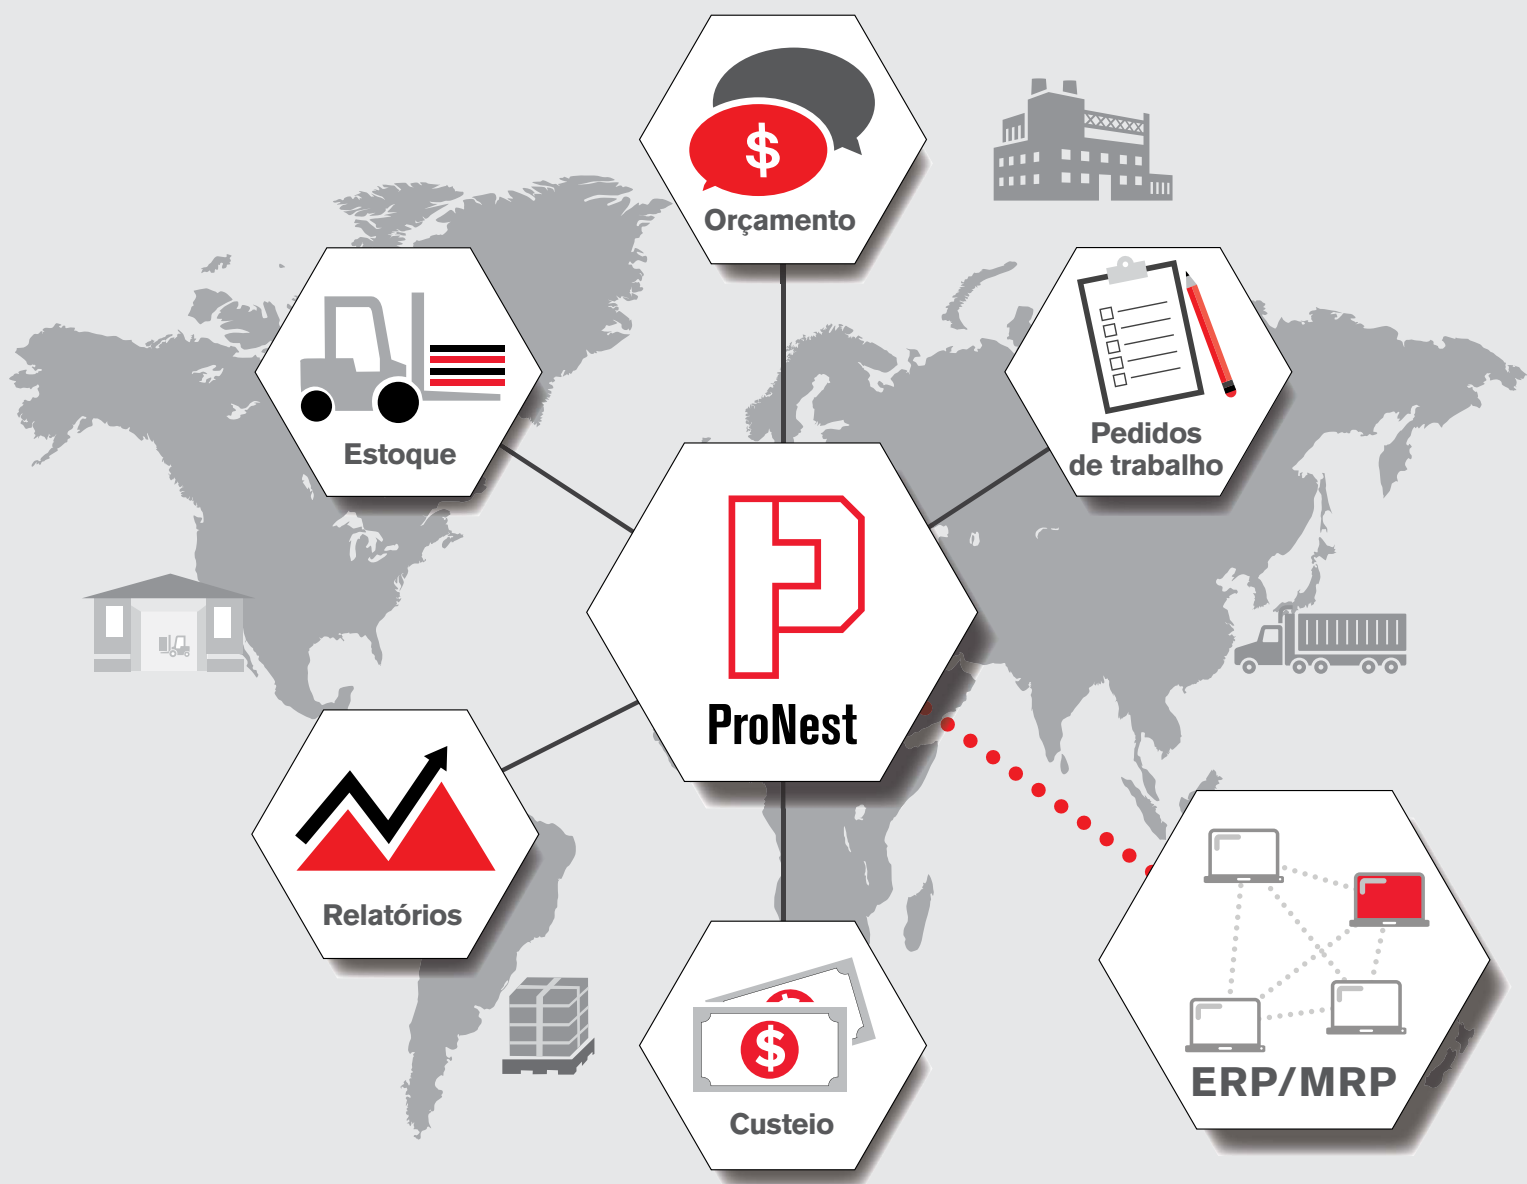 $
Orçamento
Estoque
Pedidos
de trabalho
ProNest
Relatórios
$
Custeio
ERP/MRP